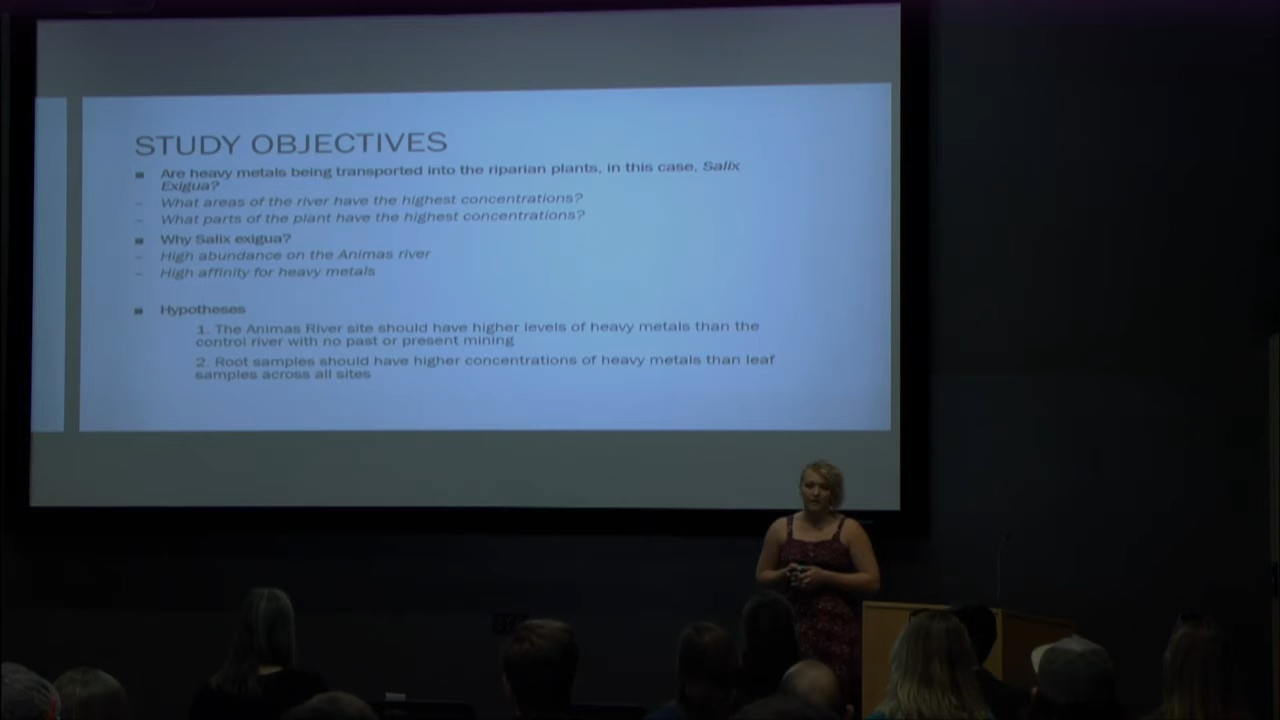 STUDY OBJECTIVES
▪ Are heavy metals being transported into the riparian plants, in this case, Salix
Exigua?
– What areas of the river have the highest concentrations?
– What parts of the plant have the highest concentrations?
▪ Why Salix exigua?
– High abundance on the Animas river
– High affinity for heavy metals
▪ Hypotheses
1. The Animas River site should have higher levels of heavy metals than the
control river with no past or present mining
2. Root samples should have higher concentrations of heavy metals than leaf
samples across all sites